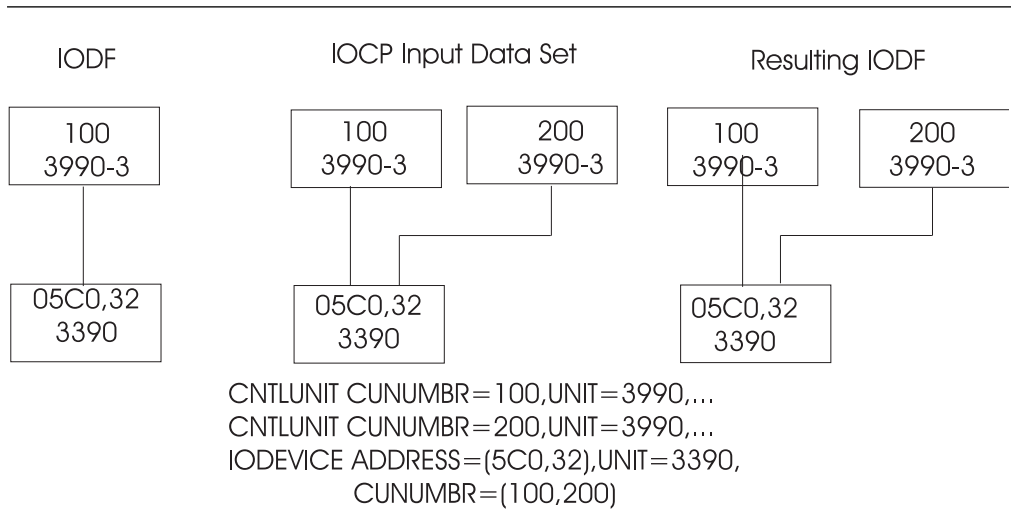 IODF
IOCP Input Data Set
Resulting IODF
100
3990-3
100
3990-3
200
3990-3
100
3990-3
200
3990-3
05C0,32
3390
05C0,32
3390
05C0,32
3390
CNTLUNIT CUNUMBR=100,UNIT=3990,...
CNTLUNIT CUNUMBR=200,UNIT=3990,...
IODEVICE ADDRESS=(5C0,32),UNIT=3390,
CUNUMBR=(100,200)